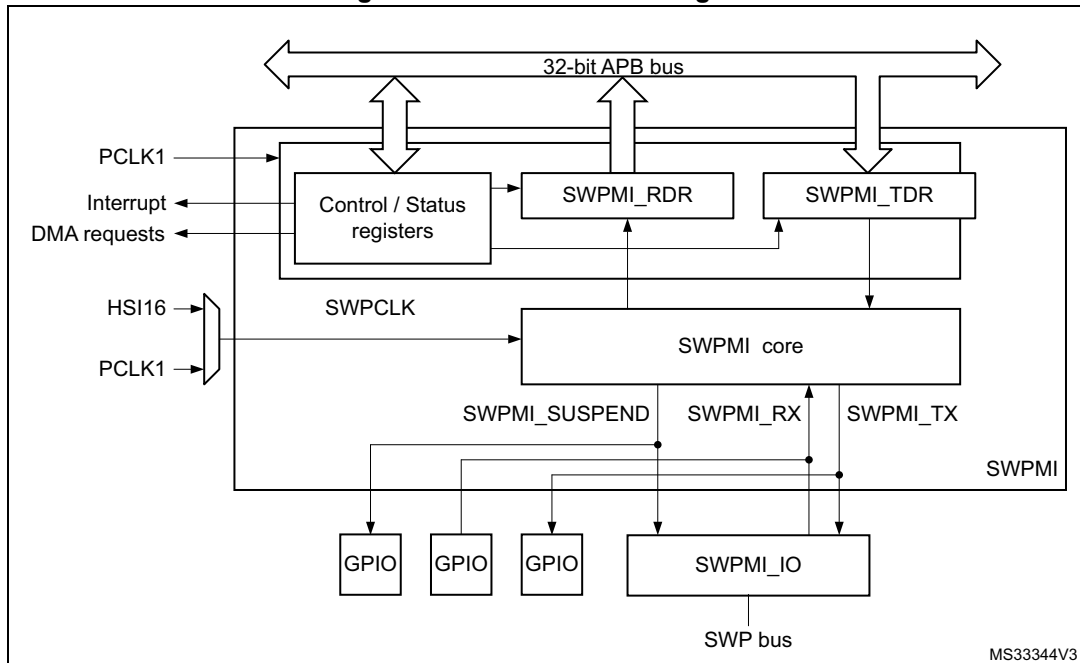 32-bit APB bus
PCLK1
Interrupt
DMA requests
Control / Status
registers
SWPMI_RDR
SWPMI_TDR
HSI16
PCLK1
SWPCLK
SWPMI core
SWPMI_SUSPEND
SWPMI_RX
SWPMI_TX
SWPMI
GPIO
GPIO
GPIO
SWPMI_IO
SWP bus
MS33344V3